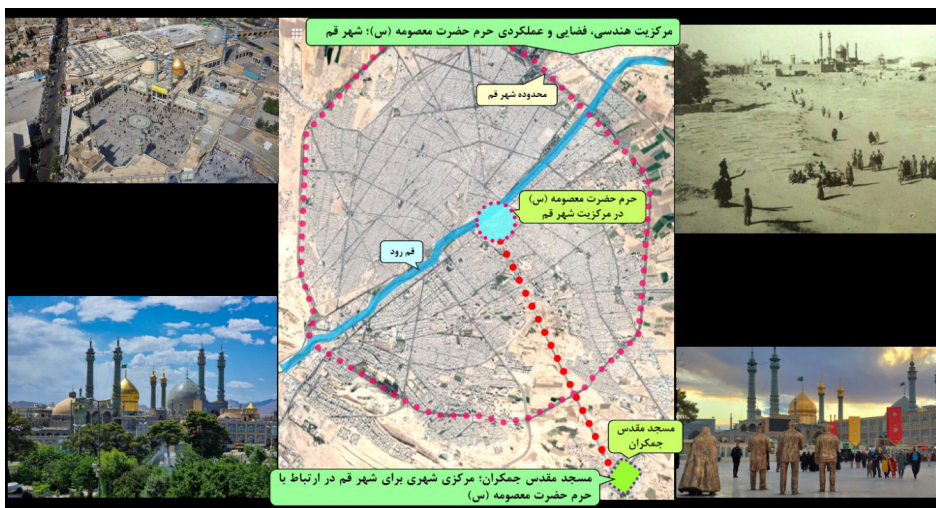 مرکزیت هندسی، فضایی و عملکردی حرم حضرت معصومه (س)؛ شهر قم
محدوده شهر قم
حرم حضرت معصومه (س)
در مرکزیت شهر قم
قم رود
مسجد مقدس
جمکران
مسجد مقدس جمکران؛ مرکزی شهری برای شهر قم در ارتباط با
حرم حضرت معصومه (س)